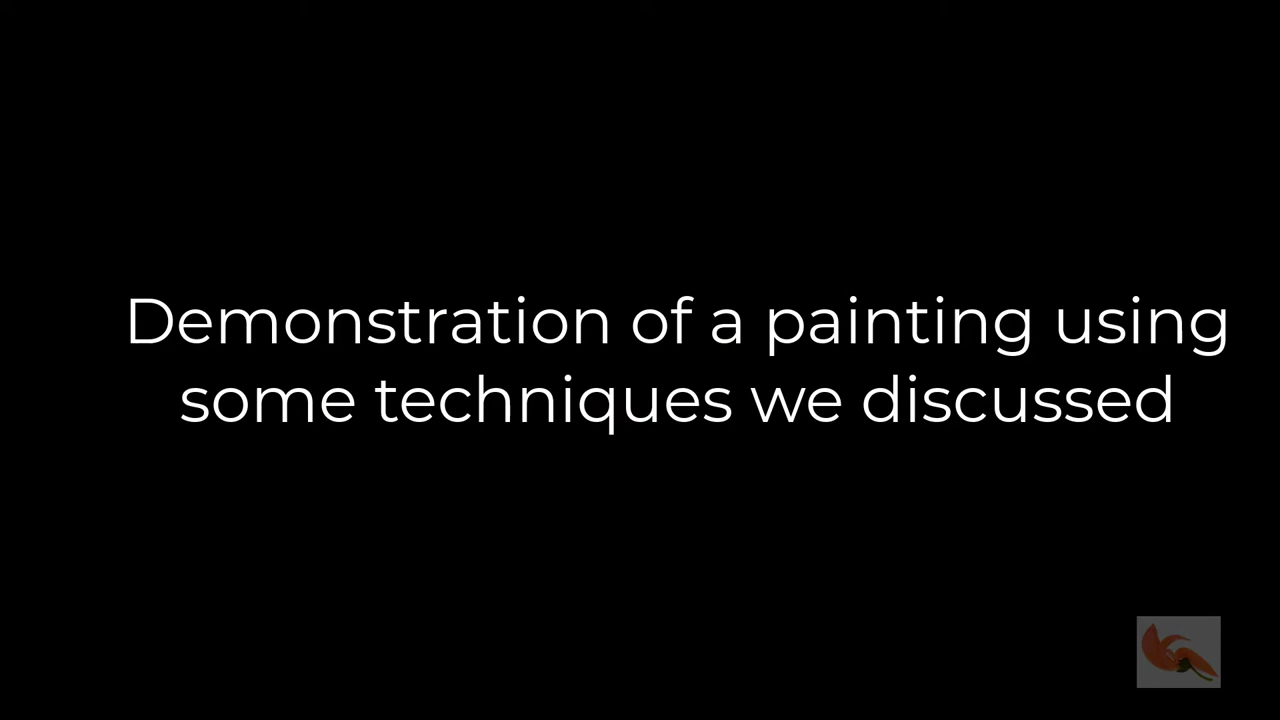 Demonstration of a painting using
some techniques we discussed